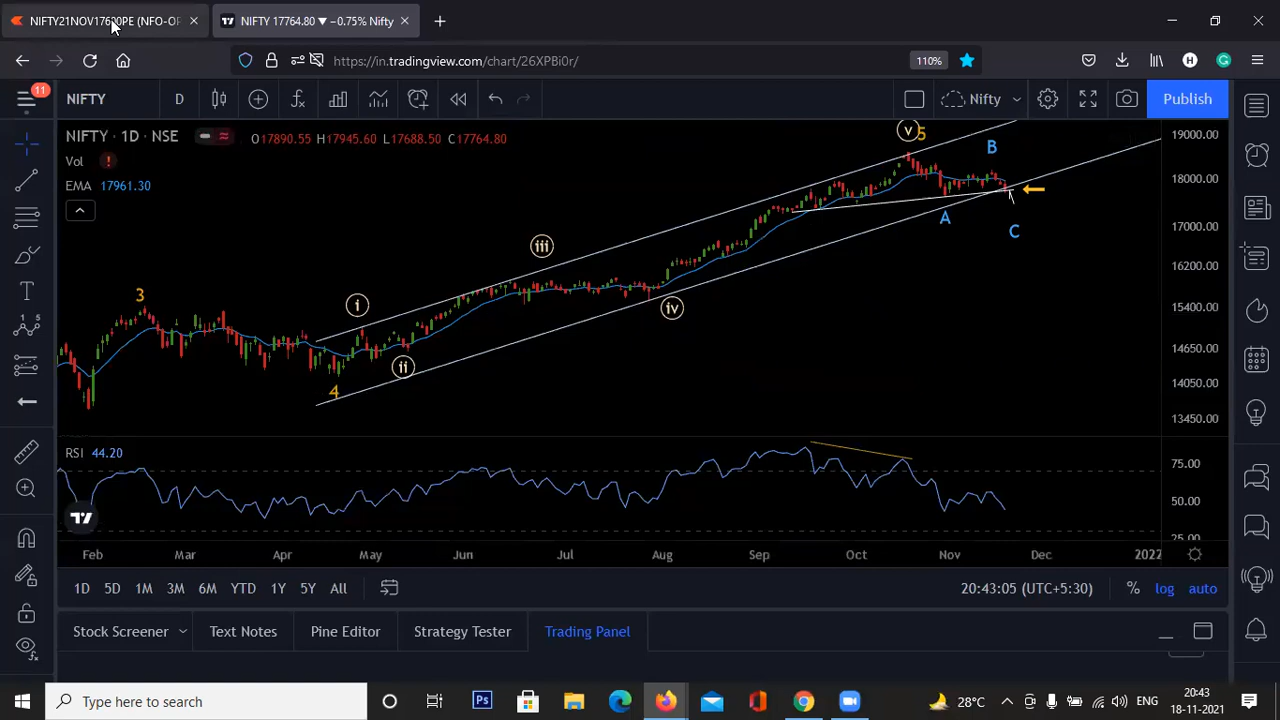 NIFTY21NOV17600PE (NFO-OP
NIFTY 17764.80 ▼ −0.75% Nifty
https://in.tradingview.com/chart/26XPBi0r/
110%
H
11
NIFTY
D
Nifty
Publish
NIFTY · 1D · NSE
O17890.55 H17945.60 L17688.50 C17764.80
Vol
EMA 17961.30
19000.00
18000.00
17000.00
16200.00
15400.00
14650.00
14050.00
13450.00
v 5
B
A
C
iii
i
iv
ii
3
4
RSI 44.20
75.00
50.00
25.00
Feb Mar Apr May Jun Jul Aug Sep Oct Nov Dec 2022
1D 5D 1M 3M 6M YTD 1Y 5Y All
20:43:05 (UTC+5:30)
% log auto
Stock Screener Text Notes Pine Editor Strategy Tester Trading Panel
Type here to search
Ps
28°C
ENG
20:43
18-11-2021